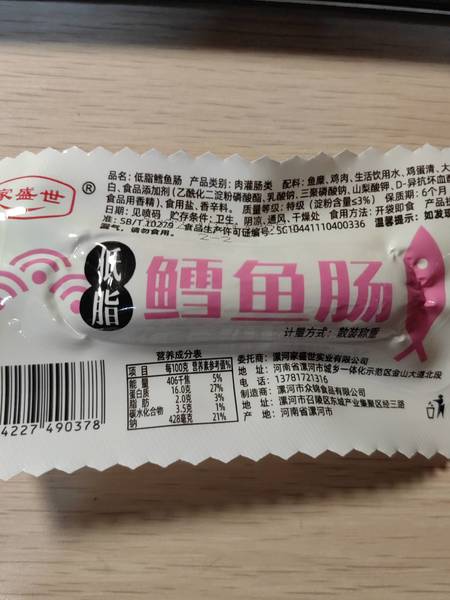 品名：低脂鳕鱼肠 产品类别：肉灌肠类 配料：鱼糜、鸡肉、生活饮用水、鸡蛋清、大
白、食品添加剂(乙酰化二淀粉磷酸酯、乳酸钠、三聚磷酸钠、山梨酸钾、D-异抗坏血酸
食品用香精)、食用盐、香辛料。 质量等级：特级(淀粉含量≤3%) 保质期：6个月
日期：见喷码 贮存条件：卫生、阴凉、通风、干燥处 食用方法：开袋即食
准：SB/T 10279 食品生产许可证编号：SC10441110400336 温馨提示：如发现
漏气，请勿食用。
家盛世®
低脂
鳕鱼肠
计量方式：散装称重
营养成分表
项目 每100克 营养素参考值%
能量 406千焦 5%
蛋白质 16.0克 27%
脂肪 2.0克 3%
碳水化合物 3.5克 1%
钠 428毫克 21%
委托商：漯河家盛世实业有限公司
地址：河南省漯河市城乡一体化示范区金山大道北段
电话：13781721316
制造商：漯河市众锦食品有限公司
地址：漯河市召陵区东城产业集聚区经三路
产地：河南省漯河市
4227 490378